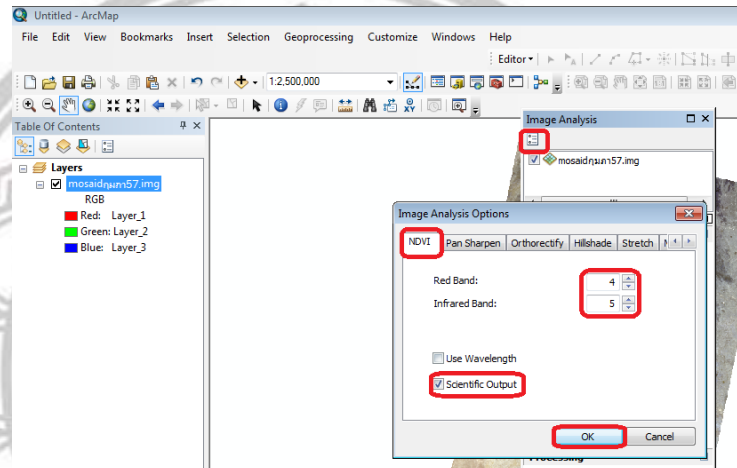 Untitled - ArcMap
File Edit View Bookmarks Insert Selection Geoprocessing Customize Windows Help
Editor
1:2,500,000
Table Of Contents
Layers
mosaidกุมภา57.img
RGB
Red: Layer_1
Green: Layer_2
Blue: Layer_3
Image Analysis
mosaidกุมภา57.img
Image Analysis Options
NDVI Pan Sharpen Orthorectify Hillshade Stretch
Red Band: 4
Infrared Band: 5
Use Wavelength
Scientific Output
OK Cancel
Processing